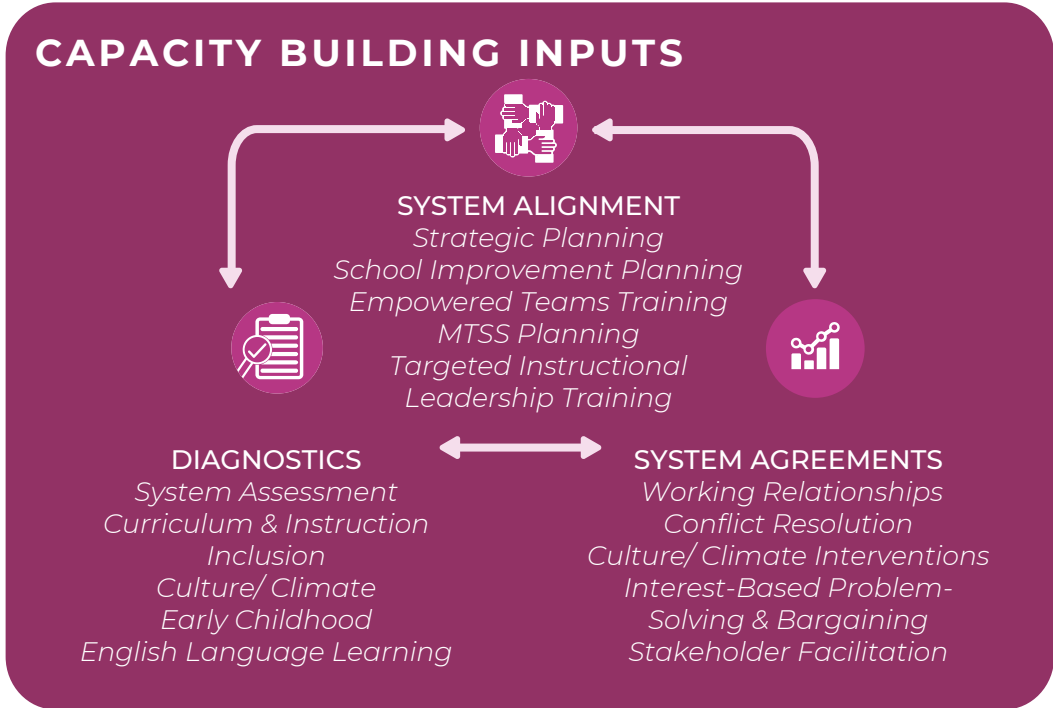 CAPACITY BUILDING INPUTS
SYSTEM ALIGNMENT
Strategic Planning
School Improvement Planning
Empowered Teams Training
MTSS Planning
Targeted Instructional
Leadership Training
DIAGNOSTICS
System Assessment
Curriculum & Instruction
Inclusion
Culture/ Climate
Early Childhood
English Language Learning
SYSTEM AGREEMENTS
Working Relationships
Conflict Resolution
Culture/ Climate Interventions
Interest-Based Problem-
Solving & Bargaining
Stakeholder Facilitation